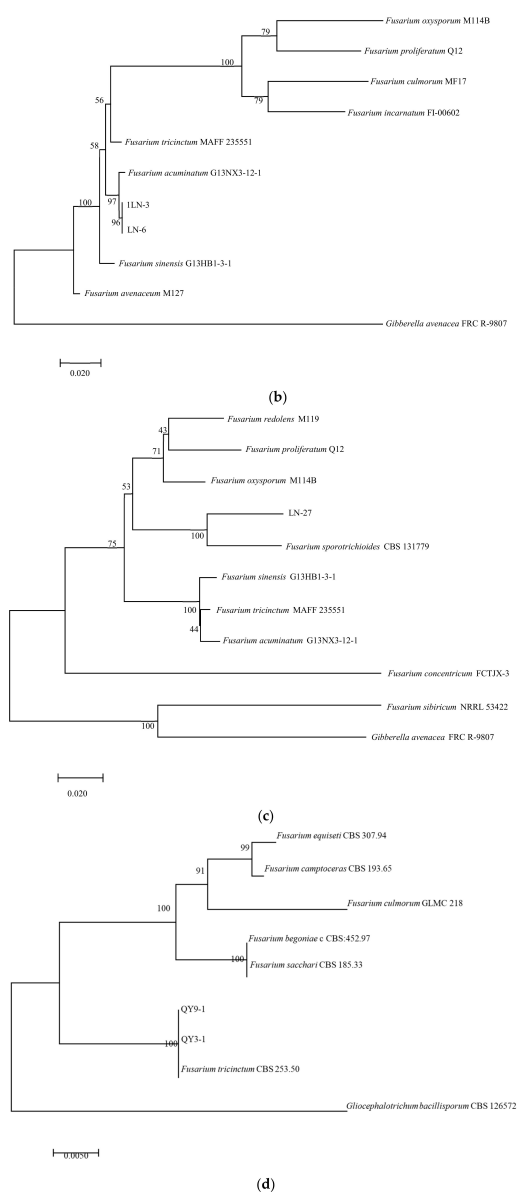 Fusarium oxysporum M114B
79
Fusarium proliferatum Q12
100
Fusarium culmorum MF17
79
Fusarium incarnatum FI-00602
56
Fusarium tricinctum MAFF 235551
58
Fusarium acuminatum G13NX3-12-1
97
1LN-3
100
96
LN-6
Fusarium sinensis G13HB1-3-1
Fusarium avenaceum M127
Gibberella avenacea FRC R-9807
0.020
(b)
Fusarium redolens M119
43
Fusarium proliferatum Q12
71
Fusarium oxysporum M114B
53
LN-27
100
Fusarium sporotrichioides CBS 131779
75
Fusarium sinensis G13HB1-3-1
100
Fusarium tricinctum MAFF 235551
44
Fusarium acuminatum G13NX3-12-1
Fusarium concentricum FCTJX-3
Fusarium sibiricum NRRL 53422
100
Gibberella avenacea FRC R-9807
0.020
(c)
Fusarium equiseti CBS 307.94
99
Fusarium camptoceras CBS 193.65
91
Fusarium culmorum GLMC 218
100
Fusarium begoniae c CBS:452.97
100
Fusarium sacchari CBS 185.33
QY9-1
QY3-1
100
Fusarium tricinctum CBS 253.50
Gliocephalotrichum bacillisporum CBS 126572
0.0050
(d)